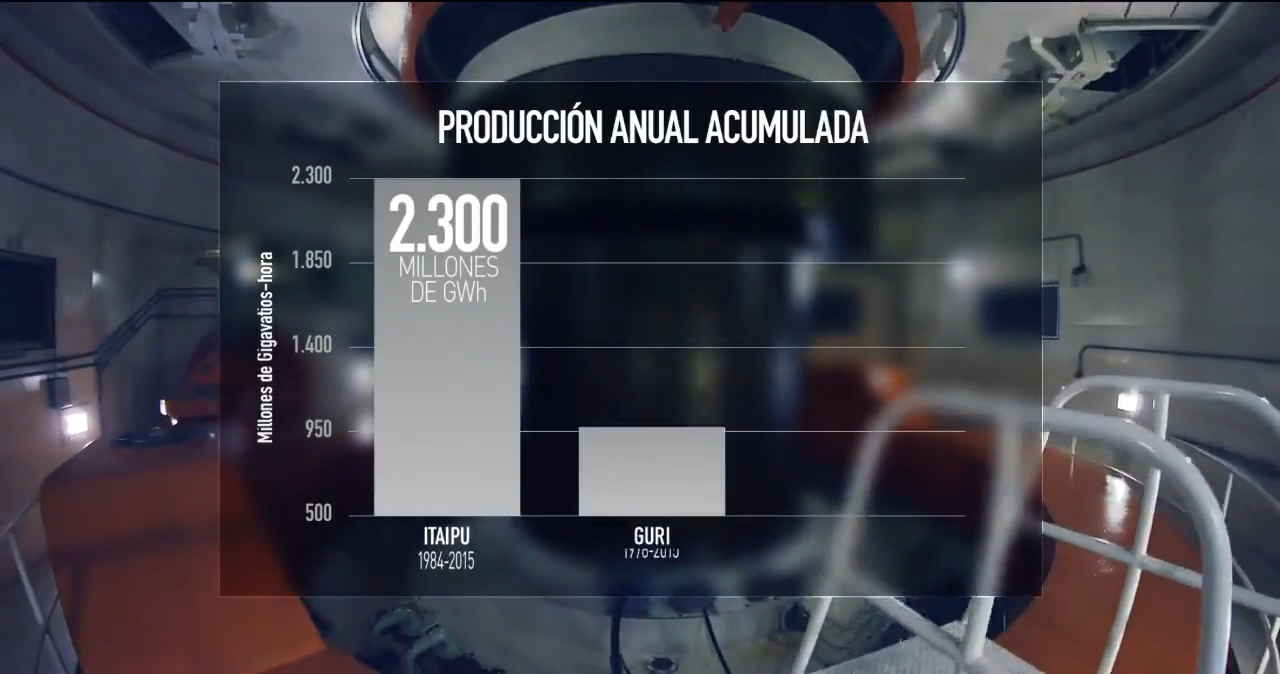 PRODUCCIÓN ANUAL ACUMULADA
Millones de Gigavatios-hora
2.300
1.850
1.400
950
500
2.300
MILLONES
DE GWh
ITAIPU
1984-2015
GURI